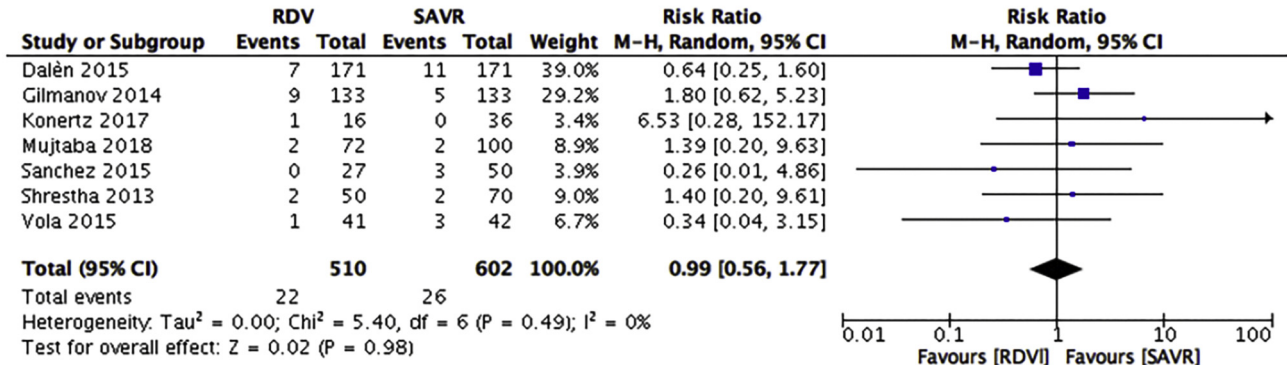 RDV SAVR Risk Ratio Risk Ratio
Study or Subgroup Events Total Events Total Weight M-H, Random, 95% CI M-H, Random, 95% CI
Dalèn 2015 7 171 11 171 39.0% 0.64 [0.25, 1.60]
Gilmanov 2014 9 133 5 133 29.2% 1.80 [0.62, 5.23]
Konertz 2017 1 16 0 36 3.4% 6.53 [0.28, 152.17]
Mujtaba 2018 2 72 2 100 8.9% 1.39 [0.20, 9.63]
Sanchez 2015 0 27 3 50 3.9% 0.26 [0.01, 4.86]
Shrestha 2013 2 50 2 70 9.0% 1.40 [0.20, 9.61]
Vola 2015 1 41 3 42 6.7% 0.34 [0.04, 3.15]
Total (95% CI) 510 602 100.0% 0.99 [0.56, 1.77]
Total events 22 26
Heterogeneity: Tau² = 0.00; Chi² = 5.40, df = 6 (P = 0.49); I² = 0%
Test for overall effect: Z = 0.02 (P = 0.98)
0.01 0.1 1 10 100
Favours [RDVI] Favours [SAVR]